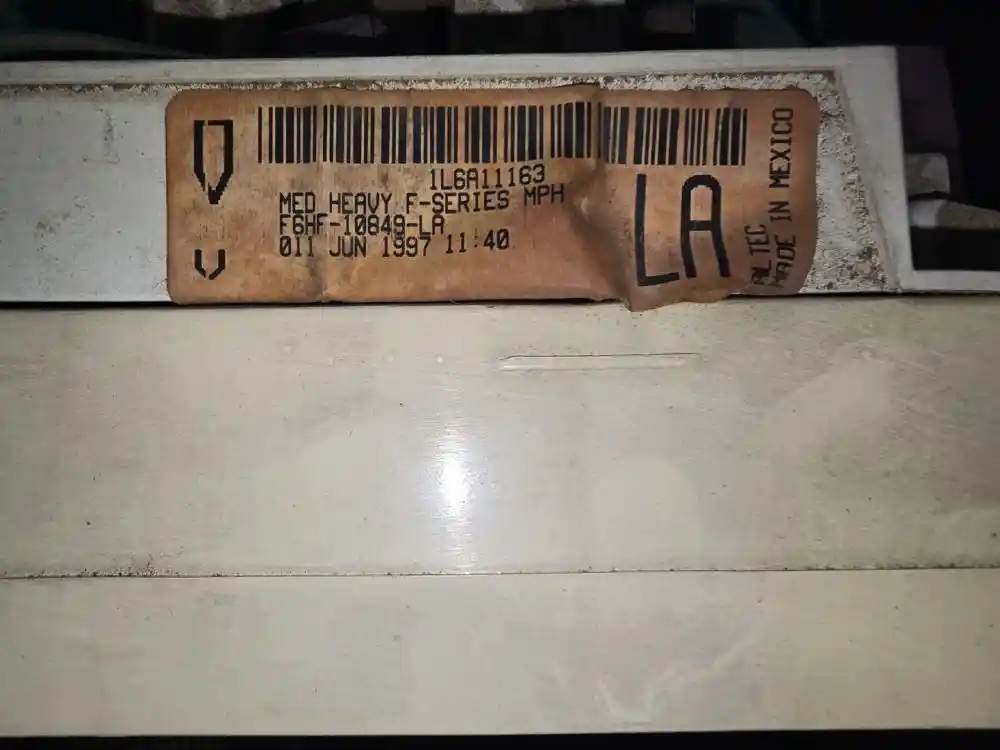 1L6A11163
MED HEAVY F-SERIES MPH
F6HF-10849-LA
011 JUN 1997 11:40
LA
ALTEC
MADE IN MEXICO